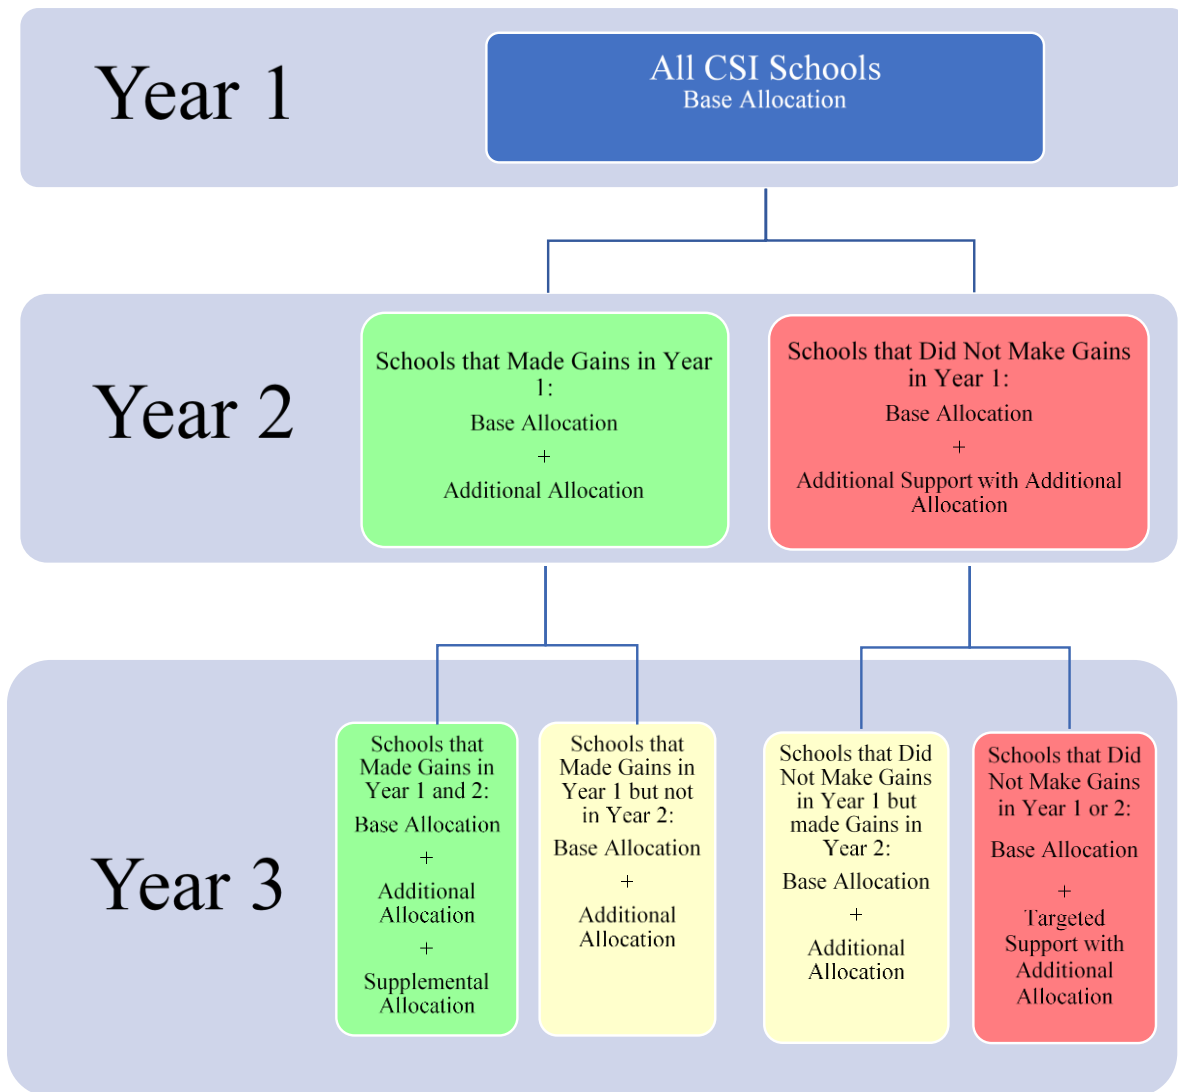 Year 1
All CSI Schools
Base Allocation
Year 2
Schools that Made Gains in Year
1:
Base Allocation
+
Additional Allocation
Schools that Did Not Make Gains
in Year 1:
Base Allocation
+
Additional Support with Additional
Allocation
Year 3
Schools that
Made Gains in
Year 1 and 2:
Base Allocation
+
Additional
Allocation
+
Supplemental
Allocation
Schools that
Made Gains in
Year 1 but not
in Year 2:
Base Allocation
+
Additional
Allocation
Schools that Did
Not Make Gains
in Year 1 but
made Gains in
Year 2:
Base Allocation
+
Additional
Allocation
Schools that Did
Not Make Gains
in Year 1 or 2:
Base Allocation
+
Targeted
Support with
Additional
Allocation